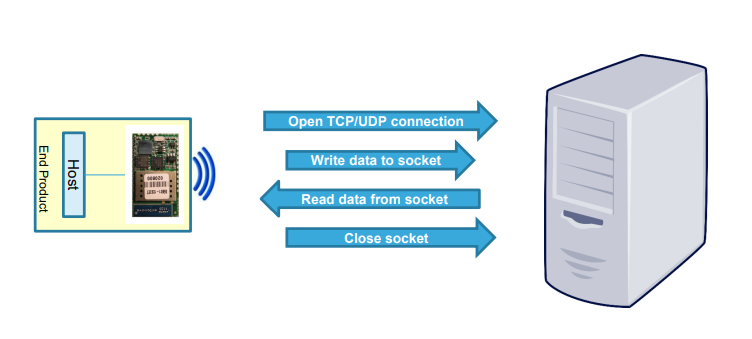 Open TCP/UDP connection
Write data to socket
Read data from socket
Close socket
Host
End Product